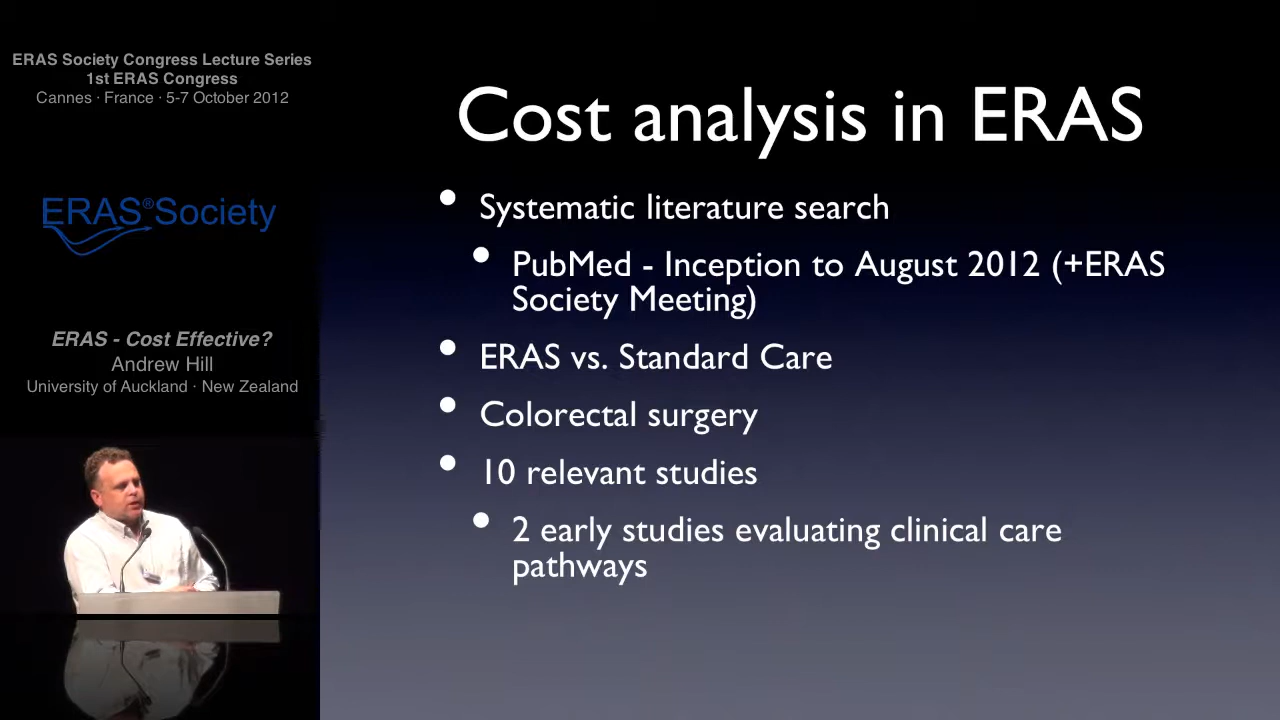 ERAS Society Congress Lecture Series
1st ERAS Congress
Cannes · France · 5-7 October 2012
ERAS®Society
ERAS - Cost Effective?
Andrew Hill
University of Auckland · New Zealand
Cost analysis in ERAS
• Systematic literature search
• PubMed - Inception to August 2012 (+ERAS
Society Meeting)
• ERAS vs. Standard Care
• Colorectal surgery
• 10 relevant studies
• 2 early studies evaluating clinical care
pathways